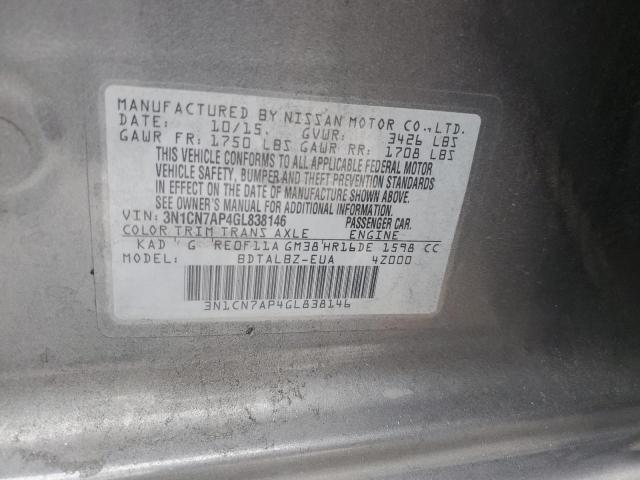 MANUFACTURED BY NISSAN MOTOR CO.,LTD.
DATE: 10/15. GVWR: 3426 LBS
GAWR FR: 1750 LBS GAWR RR: 1708 LBS
THIS VEHICLE CONFORMS TO ALL APPLICABLE FEDERAL MOTOR
VEHICLE SAFETY, BUMPER AND THEFT PREVENTION STANDARDS
IN EFFECT ON THE DATE OF MANUFACTURE SHOWN ABOVE.
SEE OWNER'S MANUAL FOR FURTHER INFORMATION.
VIN: 3N1CN7AP4GL838146 PASSENGER CAR.
COLOR TRIM TRANS AXLE ENGINE
KAD G RE0F11A GM38 HR16DE 1598 CC
MODEL: BDTALBZ-EUA 4Z000
3N1CN7AP4GL838146